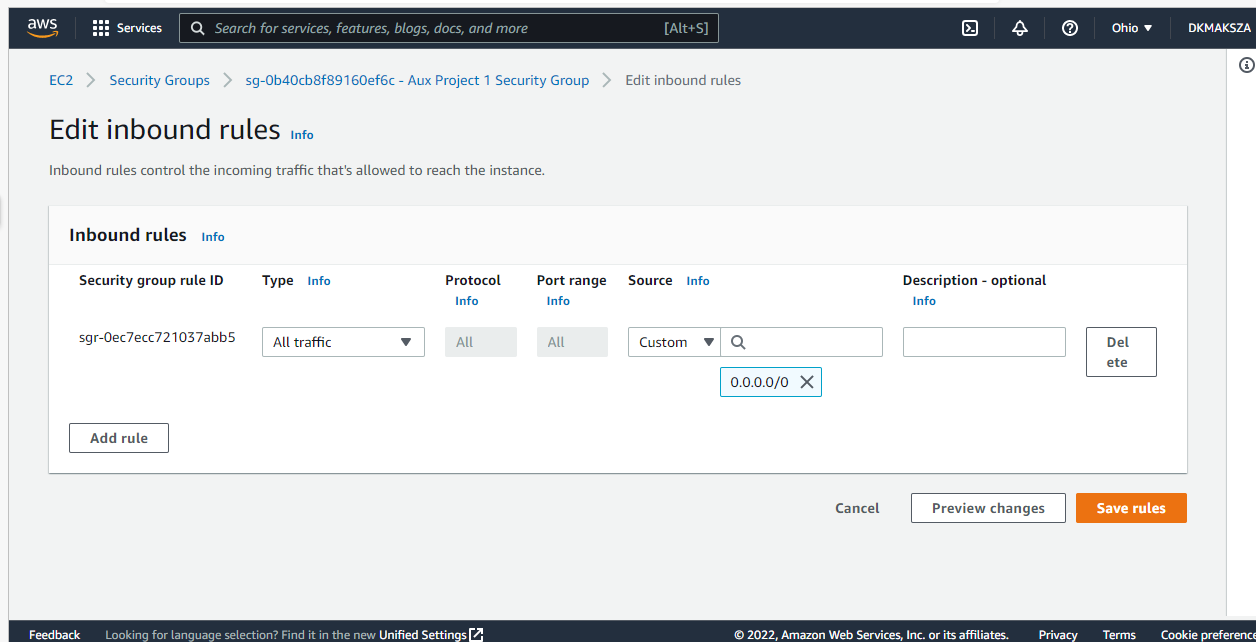 aws
Services
Search for services, features, blogs, docs, and more [Alt+S]
Ohio
DKMAKSZA
EC2 Security Groups sg-0b40cb8f89160ef6c - Aux Project 1 Security Group Edit inbound rules
Edit inbound rules Info
Inbound rules control the incoming traffic that's allowed to reach the instance.
Inbound rules Info
Security group rule ID Type Info Protocol Info Port range Info Source Info Description - optional Info
sgr-0ec7ecc721037abb5 All traffic All All Custom
Del
ete
0.0.0.0/0
Add rule
Cancel Preview changes Save rules
Feedback Looking for language selection? Find it in the new Unified Settings © 2022, Amazon Web Services, Inc. or its affiliates. Privacy Terms Cookie preference